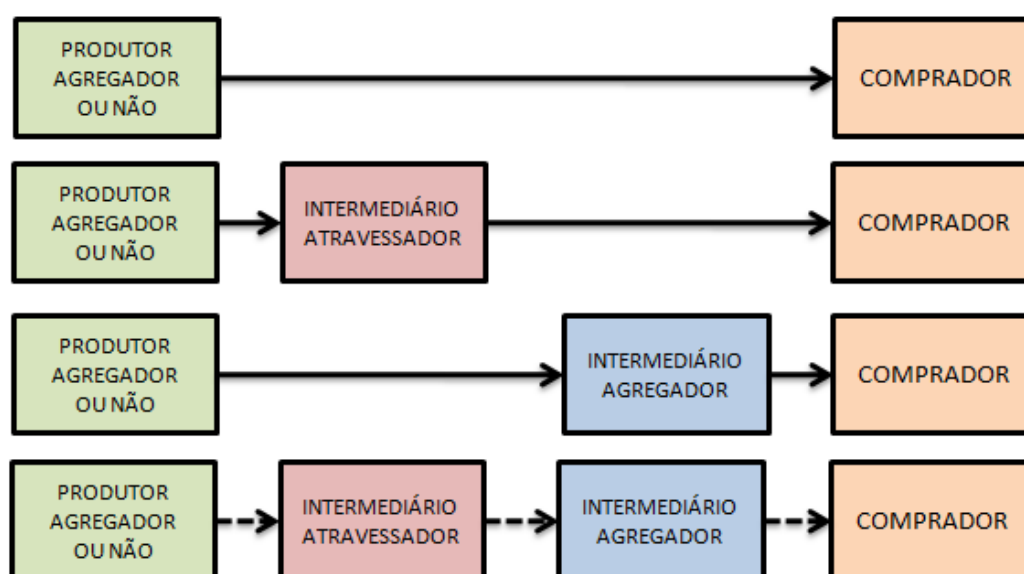 PRODUTOR
AGREGADOR
OU NÃO
COMPRADOR
PRODUTOR
AGREGADOR
OU NÃO
INTERMEDIÁRIO
ATRAVESSADOR
COMPRADOR
PRODUTOR
AGREGADOR
OU NÃO
INTERMEDIÁRIO
AGREGADOR
COMPRADOR
PRODUTOR
AGREGADOR
OU NÃO
INTERMEDIÁRIO
ATRAVESSADOR
INTERMEDIÁRIO
AGREGADOR
COMPRADOR